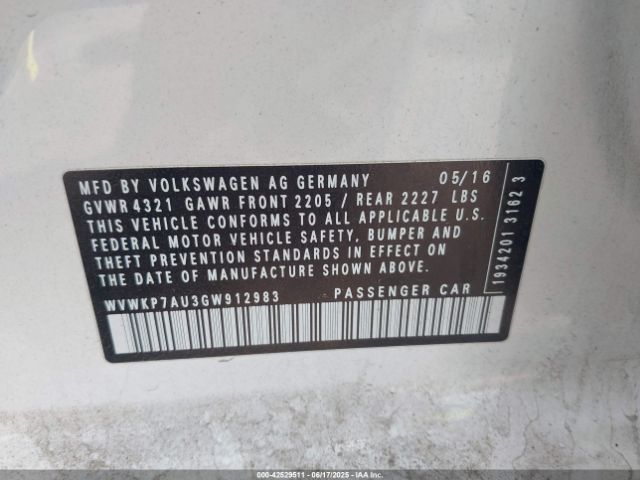 MFD BY VOLKSWAGEN AG GERMANY 05/16
GVWR 4321 GAWR FRONT 2205 / REAR 2227 LBS
THIS VEHICLE CONFORMS TO ALL APPLICABLE U.S.
FEDERAL MOTOR VEHICLE SAFETY, BUMPER AND
THEFT PREVENTION STANDARDS IN EFFECT ON
THE DATE OF MANUFACTURE SHOWN ABOVE.
WVWKP7AU3GW912983 PASSENGER CAR
1934201 3162 3
000-42529511 - 06/17/2025 - IAAI.COM